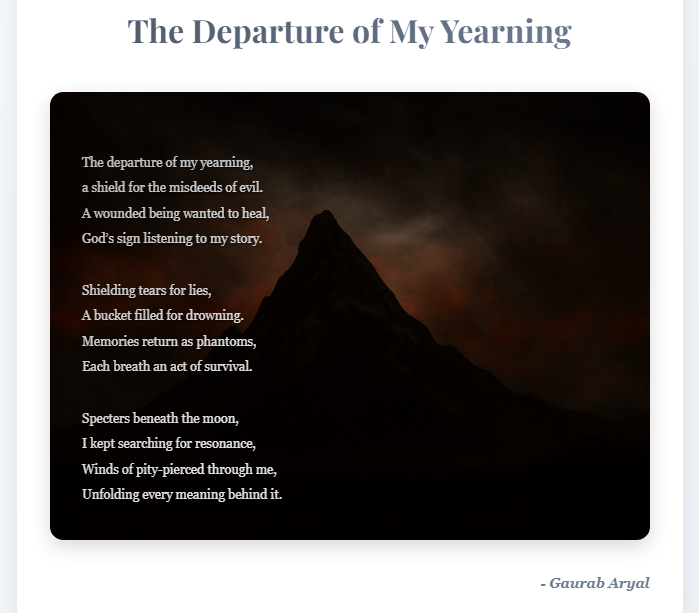 The Departure of My Yearning
The departure of my yearning,
a shield for the misdeeds of evil.
A wounded being wanted to heal,
God’s sign listening to my story.
Shielding tears for lies,
A bucket filled for drowning.
Memories return as phantoms,
Each breath an act of survival.
Specters beneath the moon,
I kept searching for resonance,
Winds of pity-pierced through me,
Unfolding every meaning behind it.
- Gaurab Aryal